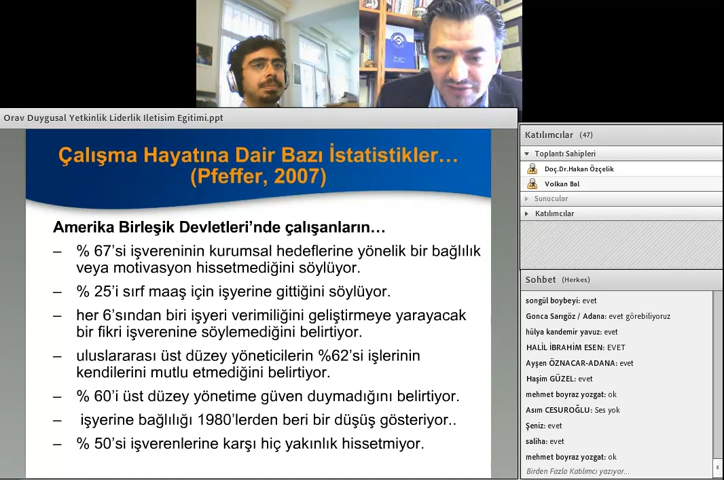 Orav Duygusal Yetkinlik Liderlik Iletisim Egitimi.ppt
Çalışma Hayatına Dair Bazı İstatistikler…
(Pfeffer, 2007)
Amerika Birleşik Devletleri’nde çalışanların…
– % 67’si işvereninin kurumsal hedeflerine yönelik bir bağlılık
veya motivasyon hissetmediğini söylüyor.
– % 25’i sırf maaş için işyerine gittiğini söylüyor.
– her 6’sından biri işyeri verimiliğini geliştirmeye yarayacak
bir fikri işverenine söylemediğini belirtiyor.
– uluslararası üst düzey yöneticilerin %62’si işlerinin
kendilerini mutlu etmediğini belirtiyor.
– % 60’i üst düzey yönetime güven duymadığını belirtiyor.
– işyerine bağlılığı 1980’lerden beri bir düşüş gösteriyor..
– % 50’si işverenlerine karşı hiç yakınlık hissetmiyor.
Katılımcılar (47)
Toplantı Sahipleri
Doç.Dr.Hakan Özçelik
Volkan Bal
Sunucular
Katılımcılar
Sohbet (Herkes)
songül boybeyi: evet
Gonca Sarıgöz / Adana: evet görebiliyoruz
hülya kandemir yavuz: evet
HALİL İBRAHİM ESEN: EVET
Ayşen ÖZNACAR-ADANA: evet
Haşim GÜZEL: evet
mehmet boyraz yozgat: ok
Asım CESUROĞLU: Ses yok
Şeniz: evet
saliha: evet
mehmet boyraz yozgat: ok
Birden Fazla Katılımcı yazıyor...